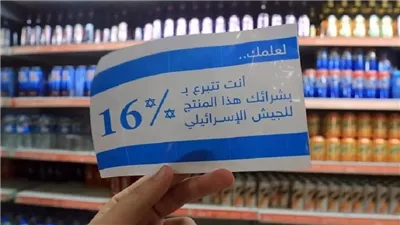 لعلمك..
أنت تتبرع بـ
بشرائك هذا المنتج
للجيش الإسرائيلي
16%